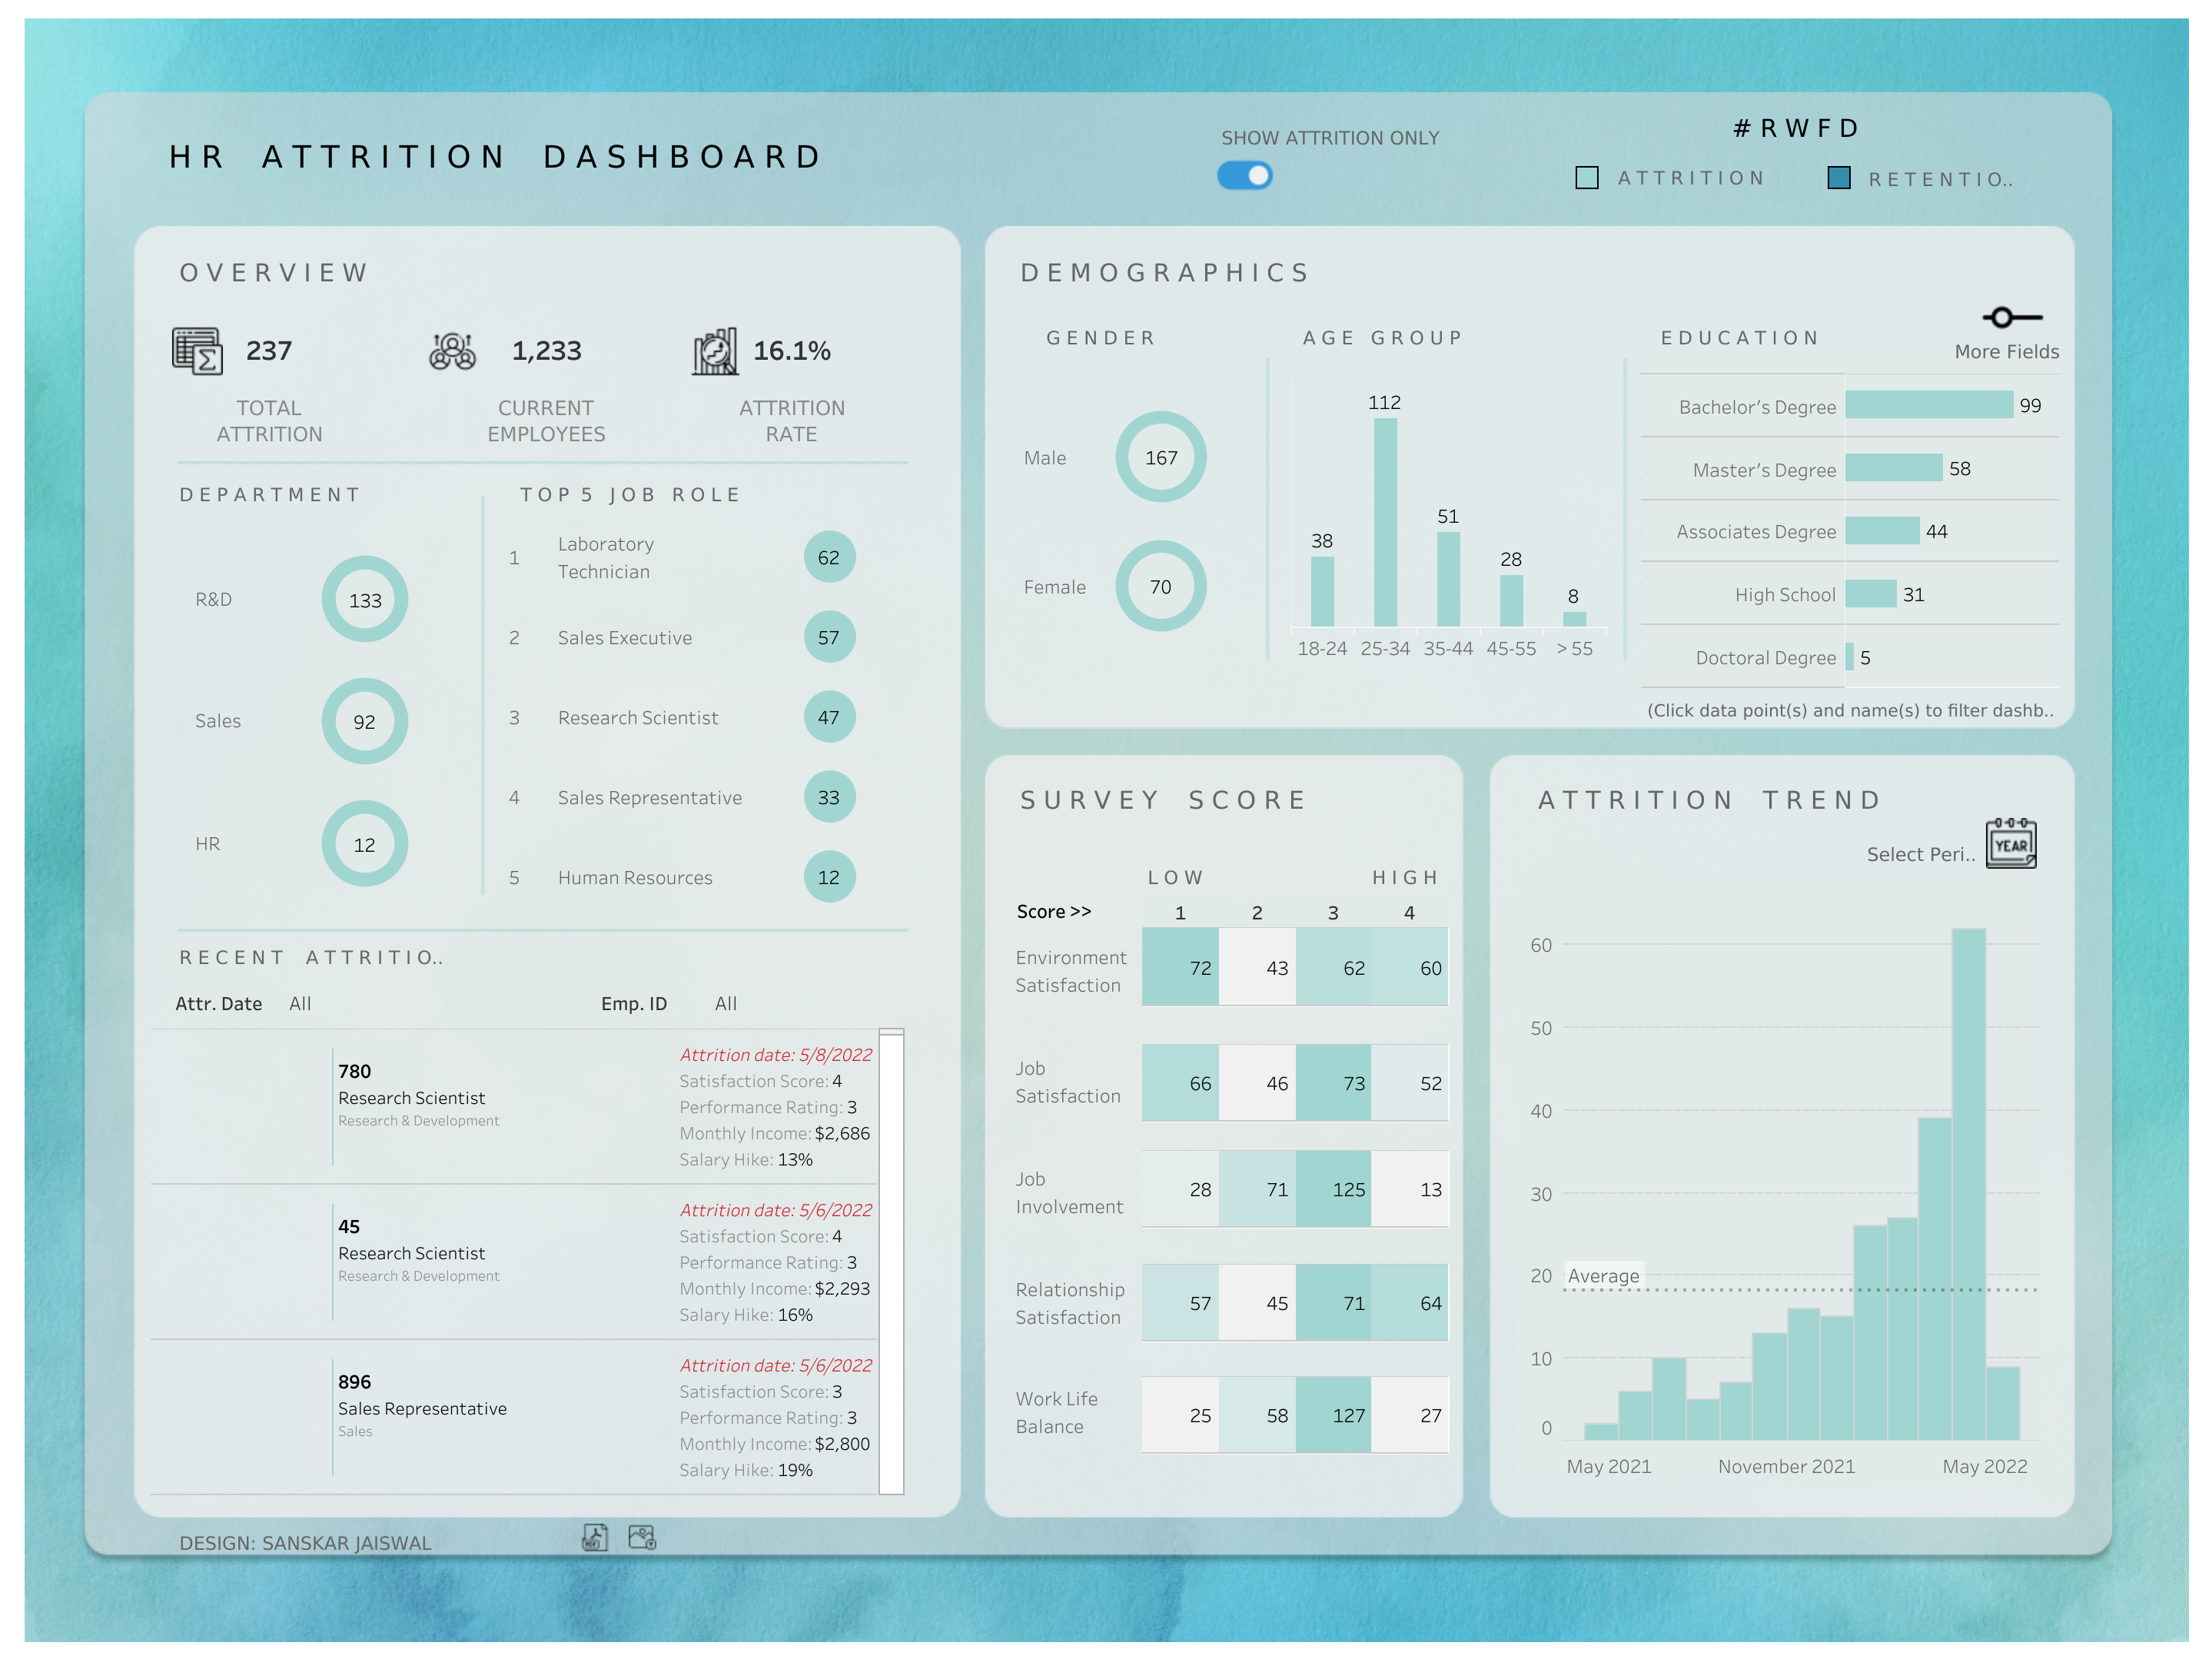 HR ATTRITION DASHBOARD
SHOW ATTRITION ONLY
#RWFD
ATTRITION
RETENTIO..
OVERVIEW
237
1,233
16.1%
TOTAL
ATTRITION
CURRENT
EMPLOYEES
ATTRITION
RATE
DEPARTMENT
R&D
133
Sales
92
HR
12
TOP 5 JOB ROLE
1 Laboratory
Technician 62
2 Sales Executive 57
3 Research Scientist 47
4 Sales Representative 33
5 Human Resources 12
RECENT ATTRITIO..
Attr. Date All Emp. ID All
780
Research Scientist
Research & Development
Attrition date: 5/8/2022
Satisfaction Score: 4
Performance Rating: 3
Monthly Income: $2,686
Salary Hike: 13%
45
Research Scientist
Research & Development
Attrition date: 5/6/2022
Satisfaction Score: 4
Performance Rating: 3
Monthly Income: $2,293
Salary Hike: 16%
896
Sales Representative
Sales
Attrition date: 5/6/2022
Satisfaction Score: 3
Performance Rating: 3
Monthly Income: $2,800
Salary Hike: 19%
DEMOGRAPHICS
GENDER
Male 167
Female 70
AGE GROUP
38
112
51
28
8
18-24 25-34 35-44 45-55 > 55
EDUCATION
More Fields
Bachelor’s Degree 99
Master’s Degree 58
Associates Degree 44
High School 31
Doctoral Degree 5
(Click data point(s) and name(s) to filter dashb..
SURVEY SCORE
LOW HIGH
Score >> 1 2 3 4
Environment
Satisfaction 72 43 62 60
Job
Satisfaction 66 46 73 52
Job
Involvement 28 71 125 13
Relationship
Satisfaction 57 45 71 64
Work Life
Balance 25 58 127 27
ATTRITION TREND
Select Peri..
YEAR
60
50
40
30
20
Average
10
0
May 2021 November 2021 May 2022
DESIGN: SANSKAR JAISWAL
PDF